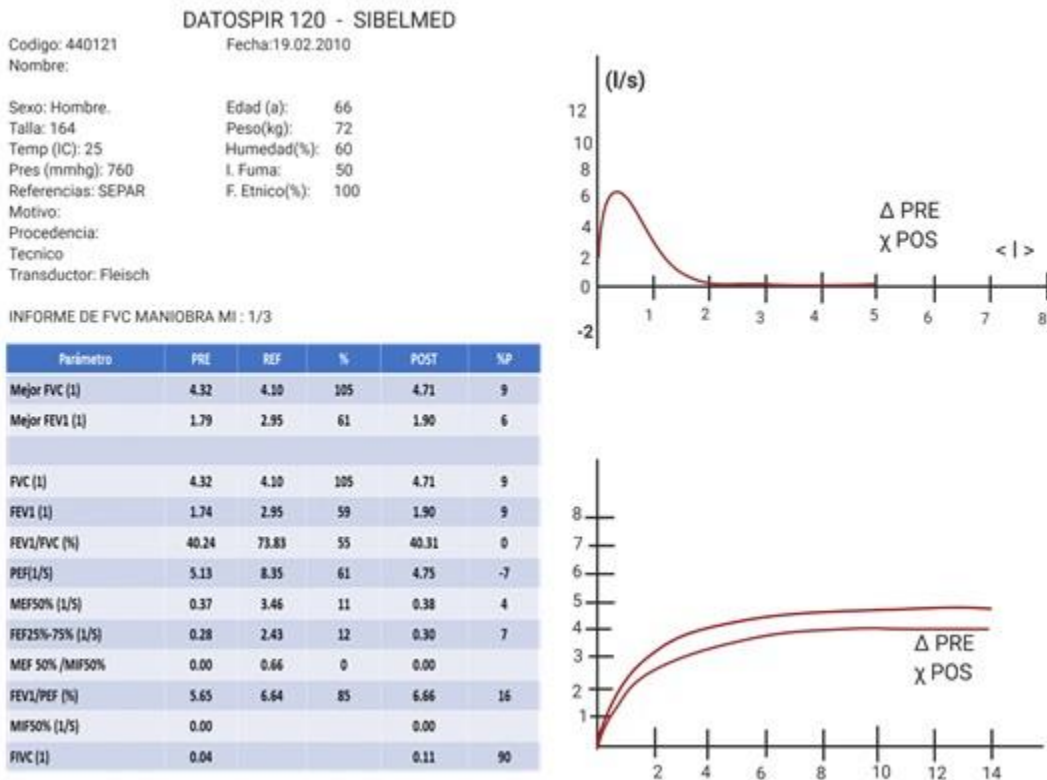 DATOSPIR 120 - SIBELMED
Codigo: 440121 Fecha:19.02.2010
Nombre:
Sexo: Hombre. Edad (a): 66
Talla: 164 Peso(kg): 72
Temp (IC): 25 Humedad(%): 60
Pres (mmhg): 760 I. Fuma: 50
Referencias: SEPAR F. Etnico(%): 100
Motivo:
Procedencia:
Tecnico
Transductor: Fleisch
INFORME DE FVC MANIOBRA MI : 1/3
Parámetro PRE REF % POST %P
Mejor FVC (1) 4.32 4.10 105 4.71 9
Mejor FEV1 (1) 1.79 2.95 61 1.90 6
FVC (1) 4.32 4.10 105 4.71 9
FEV1 (1) 1.74 2.95 59 1.90 9
FEV1/FVC (%) 40.24 73.83 55 40.31 0
PEF(1/S) 5.13 8.35 61 4.75 -7
MEF50% (1/S) 0.37 3.46 11 0.38 4
FEF25%-75% (1/S) 0.28 2.43 12 0.30 7
MEF 50% /MIF50% 0.00 0.66 0 0.00
FEV1/PEF (%) 5.65 6.64 85 6.66 16
MIF50% (1/S) 0.00 0.00
FIVC (1) 0.04 0.11 90
(l/s)
12
10
8
6
4
2
0
-2
Δ PRE
χ POS
< l >
1 2 3 4 5 6 7 8
8
7
6
5
4
3
2
1
Δ PRE
χ POS
2 4 6 8 10 12 14